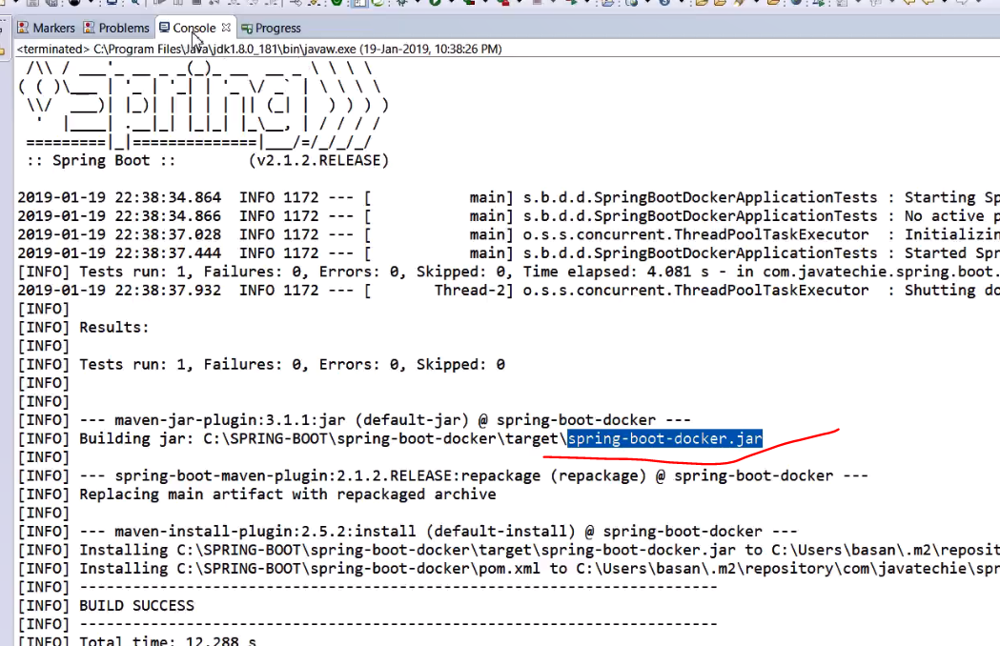 Markers Problems Console Progress
<terminated> C:\Program Files\Java\jdk1.8.0_181\bin\javaw.exe (19-Jan-2019, 10:38:26 PM)
 /\\ / ___'_ __ _ _(_)_ __  __ _ \ \ \ \
( ( )\___ | '_ | '_| | '_ \/ _` | \ \ \ \
 \\/  ___)| |_)| | | | | || (_| |  ) ) ) )
  '  |____| .__|_| |_|_| |_\__, | / / / /
 =========|_|==============|___/=/_/_/_/
 :: Spring Boot ::        (v2.1.2.RELEASE)
2019-01-19 22:38:34.864  INFO 1172 --- [           main] s.b.d.d.SpringBootDockerApplicationTests : Starting Sp
2019-01-19 22:38:34.866  INFO 1172 --- [           main] s.b.d.d.SpringBootDockerApplicationTests : No active p
2019-01-19 22:38:37.028  INFO 1172 --- [           main] o.s.s.concurrent.ThreadPoolTaskExecutor  : Initializin
2019-01-19 22:38:37.444  INFO 1172 --- [           main] s.b.d.d.SpringBootDockerApplicationTests : Started Spr
[INFO] Tests run: 1, Failures: 0, Errors: 0, Skipped: 0, Time elapsed: 4.081 s - in com.javatechie.spring.boot.
2019-01-19 22:38:37.932  INFO 1172 --- [       Thread-2] o.s.s.concurrent.ThreadPoolTaskExecutor  : Shutting do
[INFO]
[INFO] Results:
[INFO]
[INFO] Tests run: 1, Failures: 0, Errors: 0, Skipped: 0
[INFO]
[INFO]
[INFO] --- maven-jar-plugin:3.1.1:jar (default-jar) @ spring-boot-docker ---
[INFO] Building jar: C:\SPRING-BOOT\spring-boot-docker\target\spring-boot-docker.jar
[INFO]
[INFO] --- spring-boot-maven-plugin:2.1.2.RELEASE:repackage (repackage) @ spring-boot-docker ---
[INFO] Replacing main artifact with repackaged archive
[INFO]
[INFO] --- maven-install-plugin:2.5.2:install (default-install) @ spring-boot-docker ---
[INFO] Installing C:\SPRING-BOOT\spring-boot-docker\target\spring-boot-docker.jar to C:\Users\basan\.m2\reposit
[INFO] Installing C:\SPRING-BOOT\spring-boot-docker\pom.xml to C:\Users\basan\.m2\repository\com\javatechie\spr
[INFO] ------------------------------------------------------------------------
[INFO] BUILD SUCCESS
[INFO] ------------------------------------------------------------------------
[INFO] Total time: 12.288 s